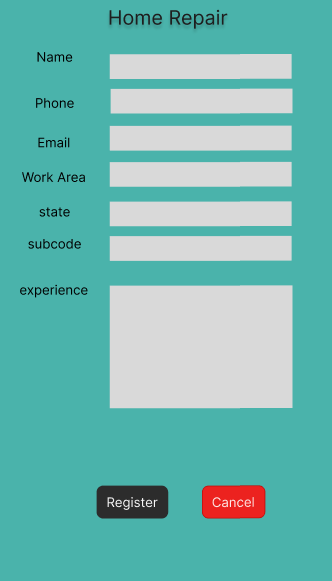 Home Repair
Name
Phone
Email
Work Area
state
subcode
experience
Register
Cancel